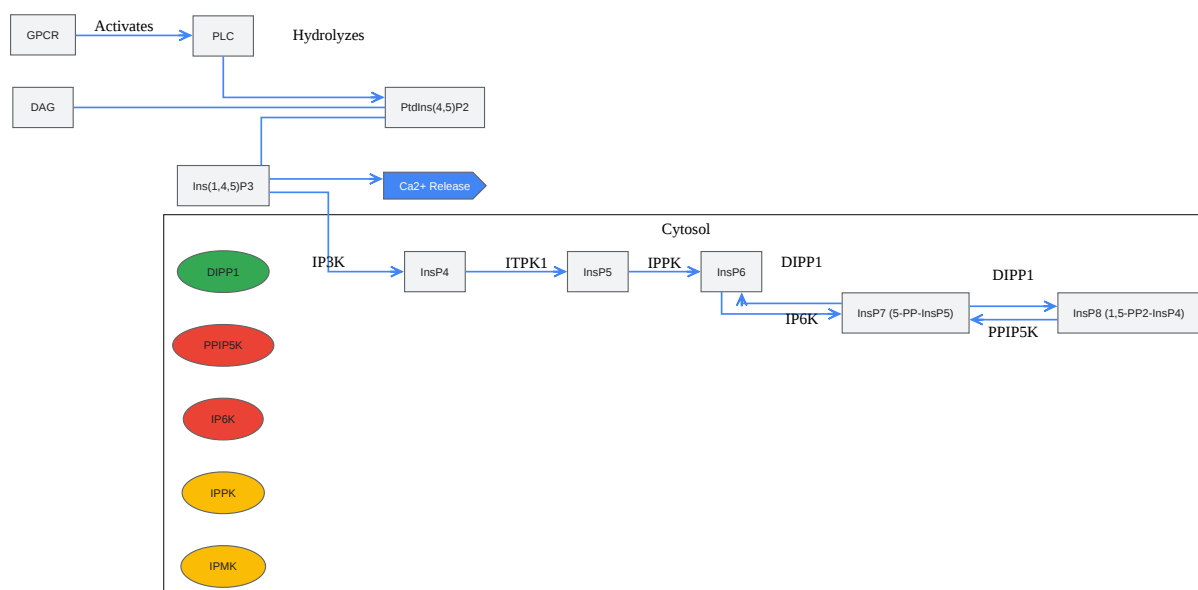 GPCR
Activates
PLC
Hydrolyzes
DAG
PtdIns(4,5)P2
Ins(1,4,5)P3
Ca2+ Release
Cytosol
DIPP1
IP3K
InsP4
ITPK1
InsP5
IPPK
InsP6
DIPP1
DIPP1
InsP7 (5-PP-InsP5)
InsP8 (1,5-PP2-InsP4)
IP6K
PPIP5K
PPIP5K
IP6K
IPPK
IPMK